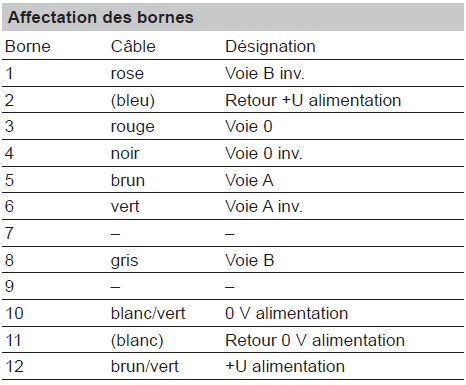 Affectation des bornes
Borne Câble Désignation
1 rose Voie B inv.
2 (bleu) Retour +U alimentation
3 rouge Voie 0
4 noir Voie 0 inv.
5 brun Voie A
6 vert Voie A inv.
7 – –
8 gris Voie B
9 – –
10 blanc/vert 0 V alimentation
11 (blanc) Retour 0 V alimentation
12 brun/vert +U alimentation